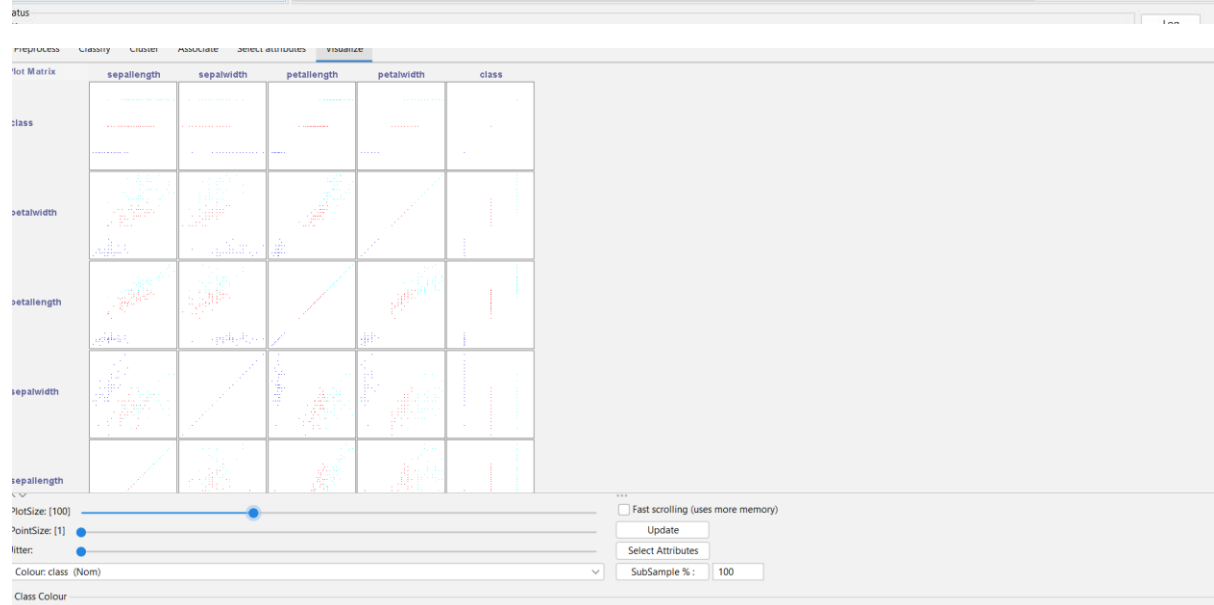 atus
Log
Preprocess Classify Cluster Associate Select attributes Visualize
Plot Matrix sepallength sepalwidth petallength petalwidth class
class
petalwidth
petallength
sepalwidth
sepallength
PlotSize: [100]
Fast scrolling (uses more memory)
PointSize: [1]
Update
Jitter:
Select Attributes
Colour: class (Nom)
SubSample % : 100
Class Colour